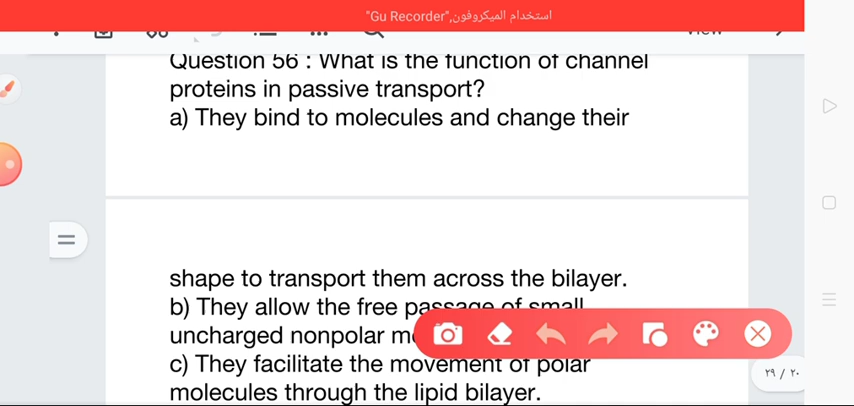 استخدام الميكروفون,"Gu Recorder"
View
Question 56 : What is the function of channel
proteins in passive transport?
a) They bind to molecules and change their
shape to transport them across the bilayer.
b) They allow the free passage of small
uncharged nonpolar
c) They facilitate the movement of polar
molecules through the lipid bilayer.
٢٩ / ٢٠